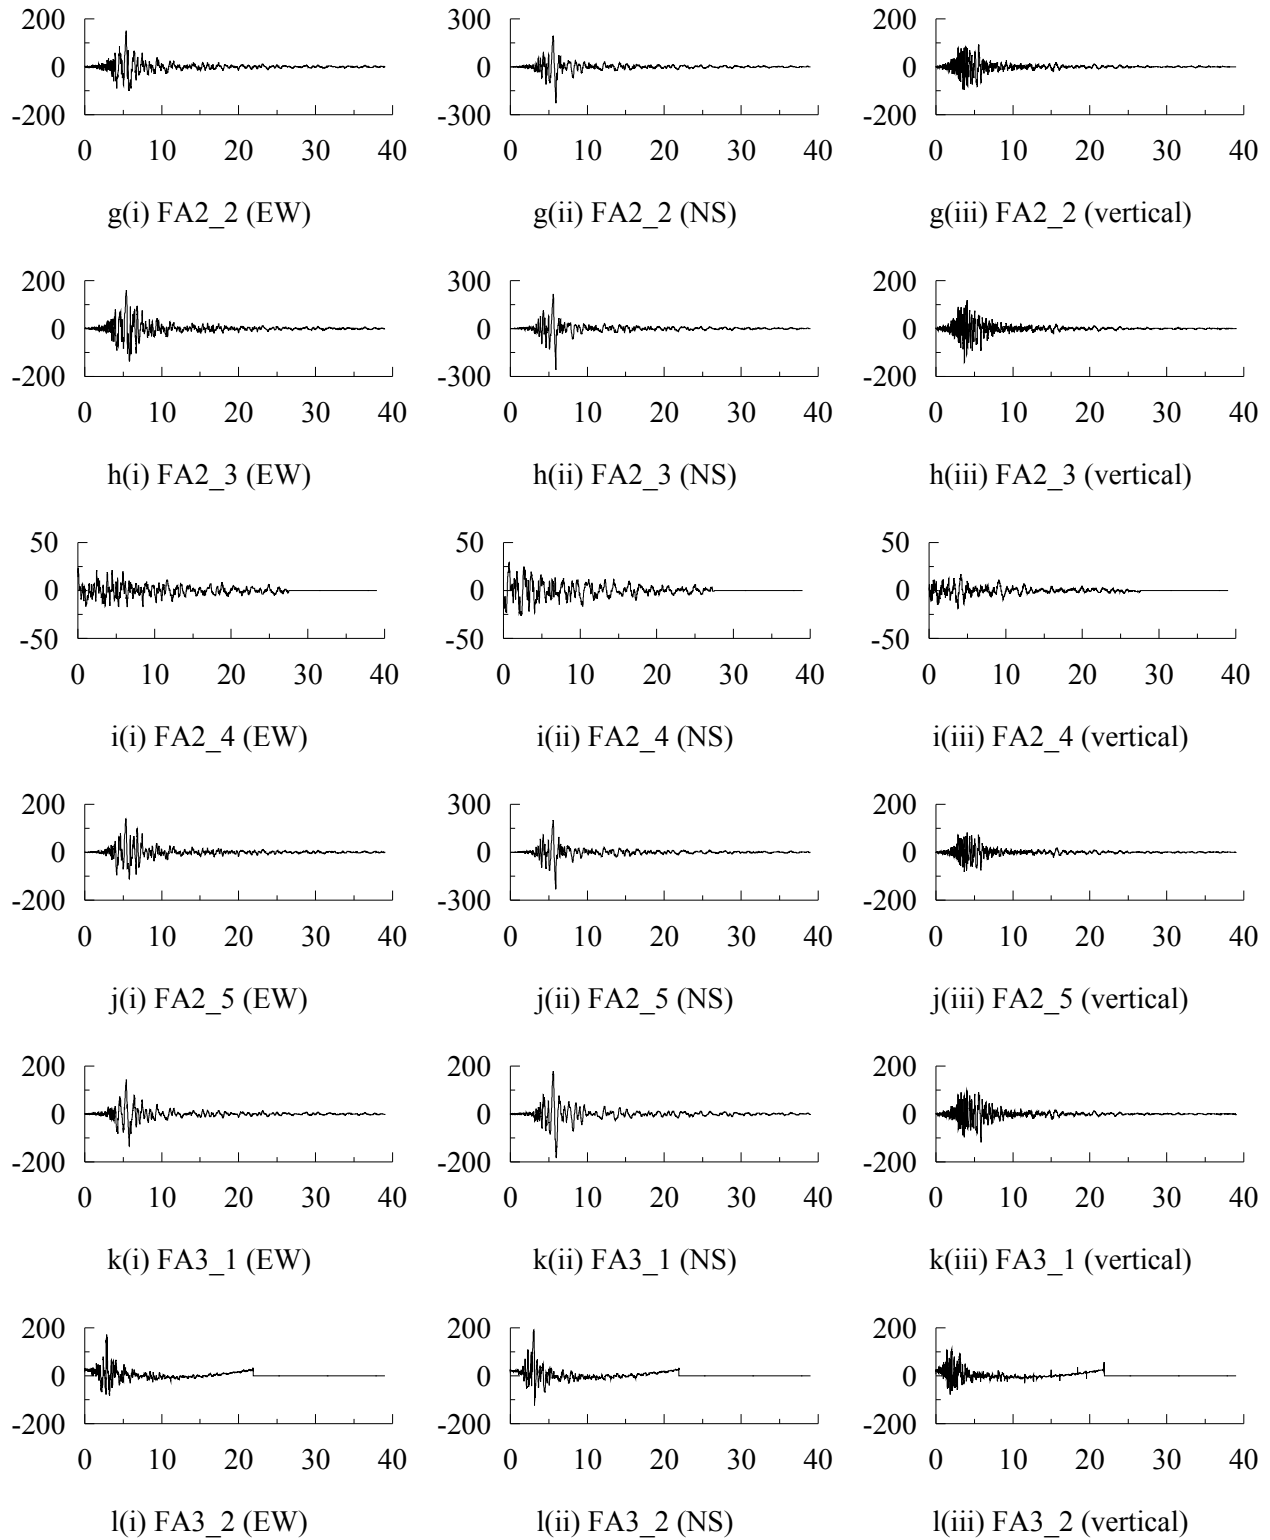 200 300 200
0 0 0
-200 -300 -200
0 10 20 30 40 0 10 20 30 40 0 10 20 30 40
g(i) FA2_2 (EW) g(ii) FA2_2 (NS) g(iii) FA2_2 (vertical)
200 300 200
0 0 0
-200 -300 -200
0 10 20 30 40 0 10 20 30 40 0 10 20 30 40
h(i) FA2_3 (EW) h(ii) FA2_3 (NS) h(iii) FA2_3 (vertical)
50 50 50
0 0 0
-50 -50 -50
0 10 20 30 40 0 10 20 30 40 0 10 20 30 40
i(i) FA2_4 (EW) i(ii) FA2_4 (NS) i(iii) FA2_4 (vertical)
200 300 200
0 0 0
-200 -300 -200
0 10 20 30 40 0 10 20 30 40 0 10 20 30 40
j(i) FA2_5 (EW) j(ii) FA2_5 (NS) j(iii) FA2_5 (vertical)
200 200 200
0 0 0
-200 -200 -200
0 10 20 30 40 0 10 20 30 40 0 10 20 30 40
k(i) FA3_1 (EW) k(ii) FA3_1 (NS) k(iii) FA3_1 (vertical)
200 200 200
0 0 0
-200 -200 -200
0 10 20 30 40 0 10 20 30 40 0 10 20 30 40
l(i) FA3_2 (EW) l(ii) FA3_2 (NS) l(iii) FA3_2 (vertical)